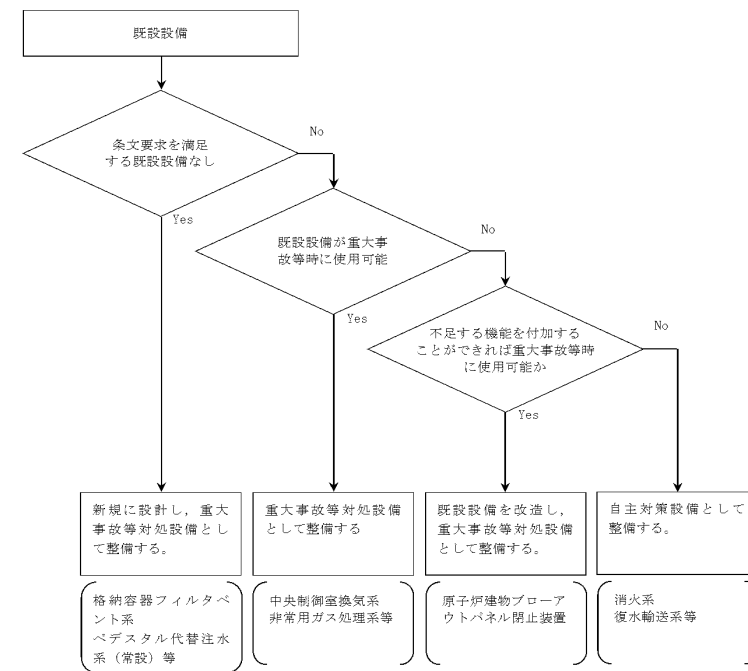 既設設備
条文要求を満足
する既設設備なし
No
Yes
既設設備が重大事
故等時に使用可能
No
Yes
不足する機能を付加する
ことができれば重大事故等時
に使用可能か
No
Yes
新規に設計し，重大
事故等対処設備とし
て整備する。
重大事故等対処設備
として整備する
既設設備を改造し，
重大事故等対処設備
として整備する。
自主対策設備として
整備する。
格納容器フィルタベ
ント系
ペデスタル代替注水
系（常設）等
中央制御室換気系
非常用ガス処理系等
原子炉建物ブローア
ウトパネル閉止装置
消火系
復水輸送系等